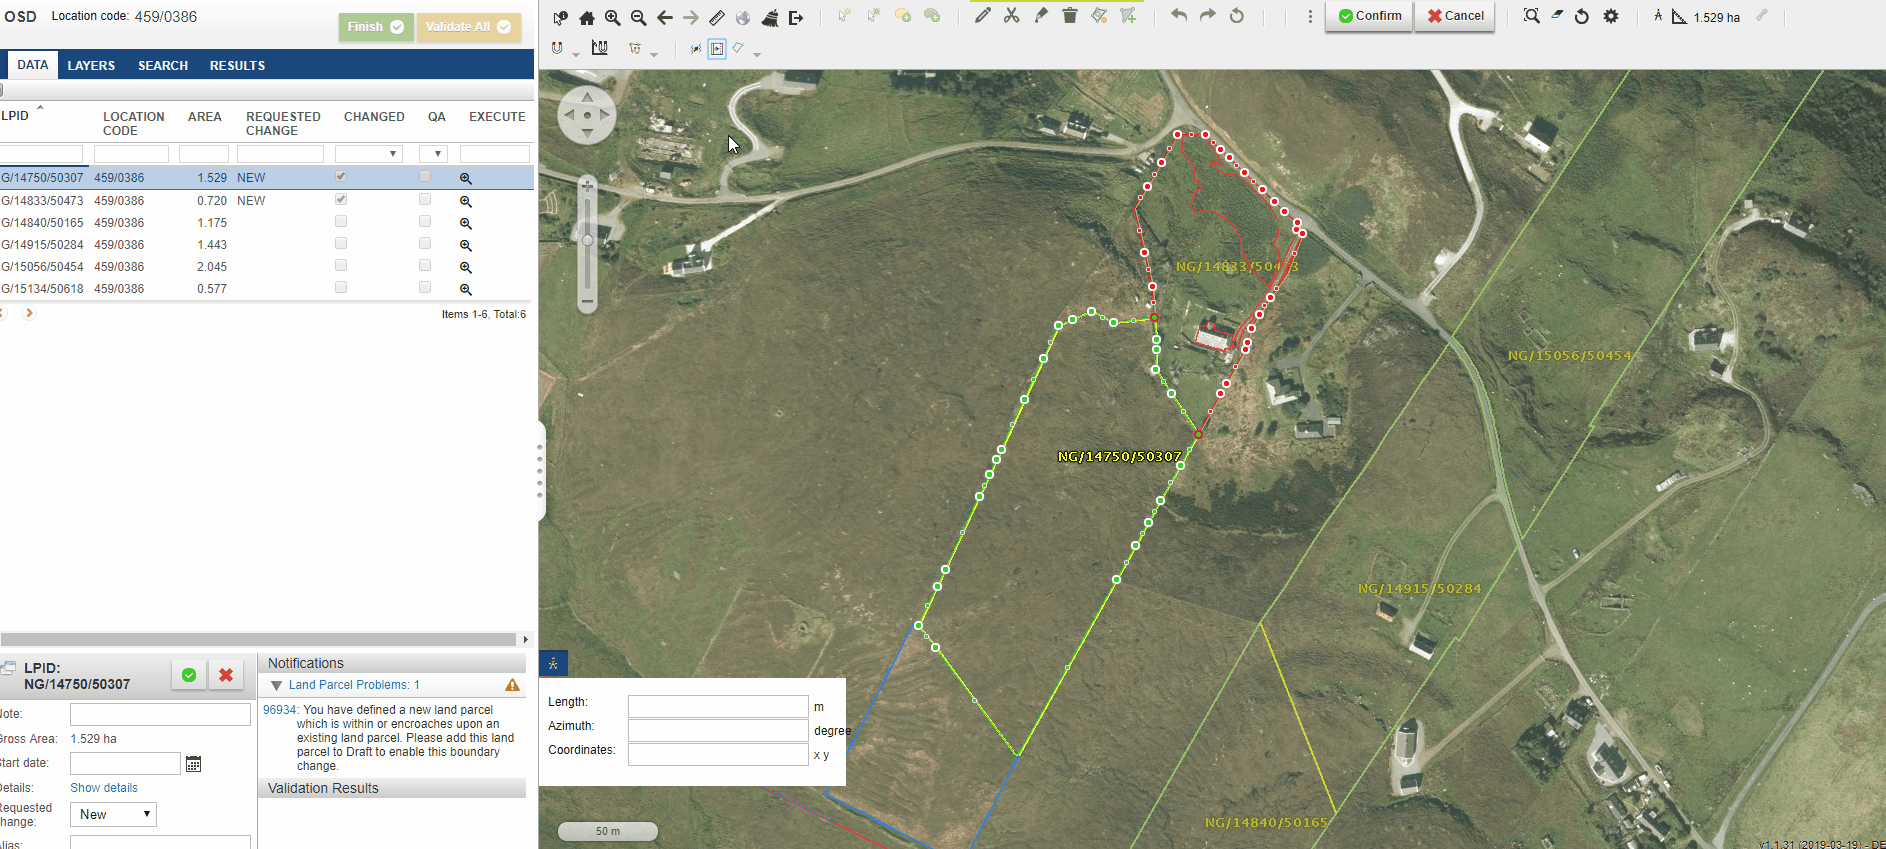 OSD Location code: 459/0386
Finish Validate All
Confirm Cancel 1.529 ha
DATA LAYERS SEARCH RESULTS
LPID LOCATION CODE AREA REQUESTED CHANGE CHANGED QA EXECUTE
G/14750/50307 459/0386 1.529 NEW
G/14833/50473 459/0386 0.720 NEW
G/14840/50165 459/0386 1.175
G/14915/50284 459/0386 1.443
G/15056/50454 459/0386 2.045
G/15134/50618 459/0386 0.577
Items 1-6, Total:6
LPID:
NG/14750/50307
Note:
Gross Area: 1.529 ha
Start date:
Details: Show details
Requested
change: New
Alias:
Notifications
Land Parcel Problems: 1
96934: You have defined a new land parcel
which is within or encroaches upon an
existing land parcel. Please add this land
parcel to Draft to enable this boundary
change.
Validation Results
NG/14833/50473
NG/15056/50454
NG/14750/50307
NG/14915/50284
NG/14840/50165
Length: m
Azimuth: degree
Coordinates: x y
50 m
v1.1.31 (2019-03-19) - DE